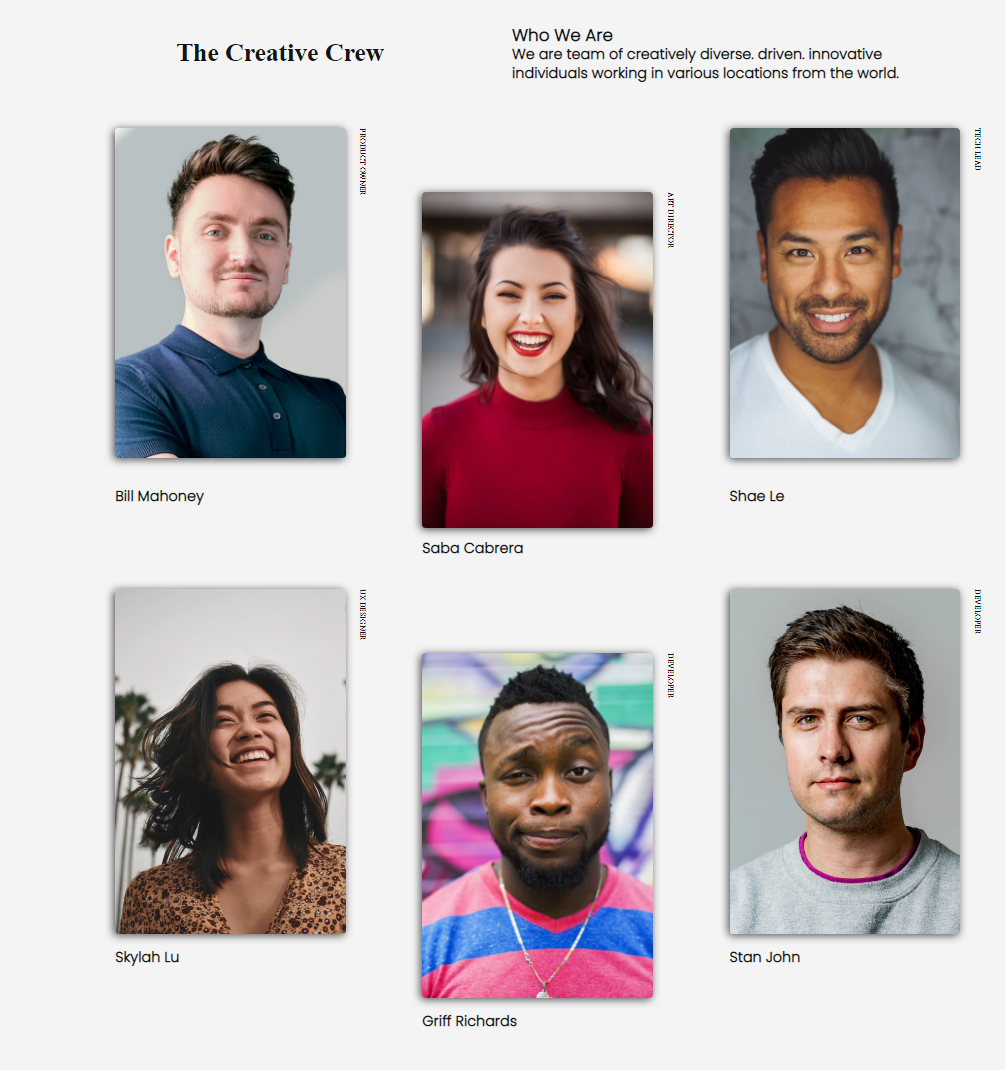 The Creative Crew
Who We Are
We are team of creatively diverse. driven. innovative
individuals working in various locations from the world.
PRODUCT OWNER
Bill Mahoney
ART DIRECTOR
Saba Cabrera
TECH LEAD
Shae Le
UX DESIGNER
Skylah Lu
DEVELOPER
Griff Richards
DEVELOPER
Stan John